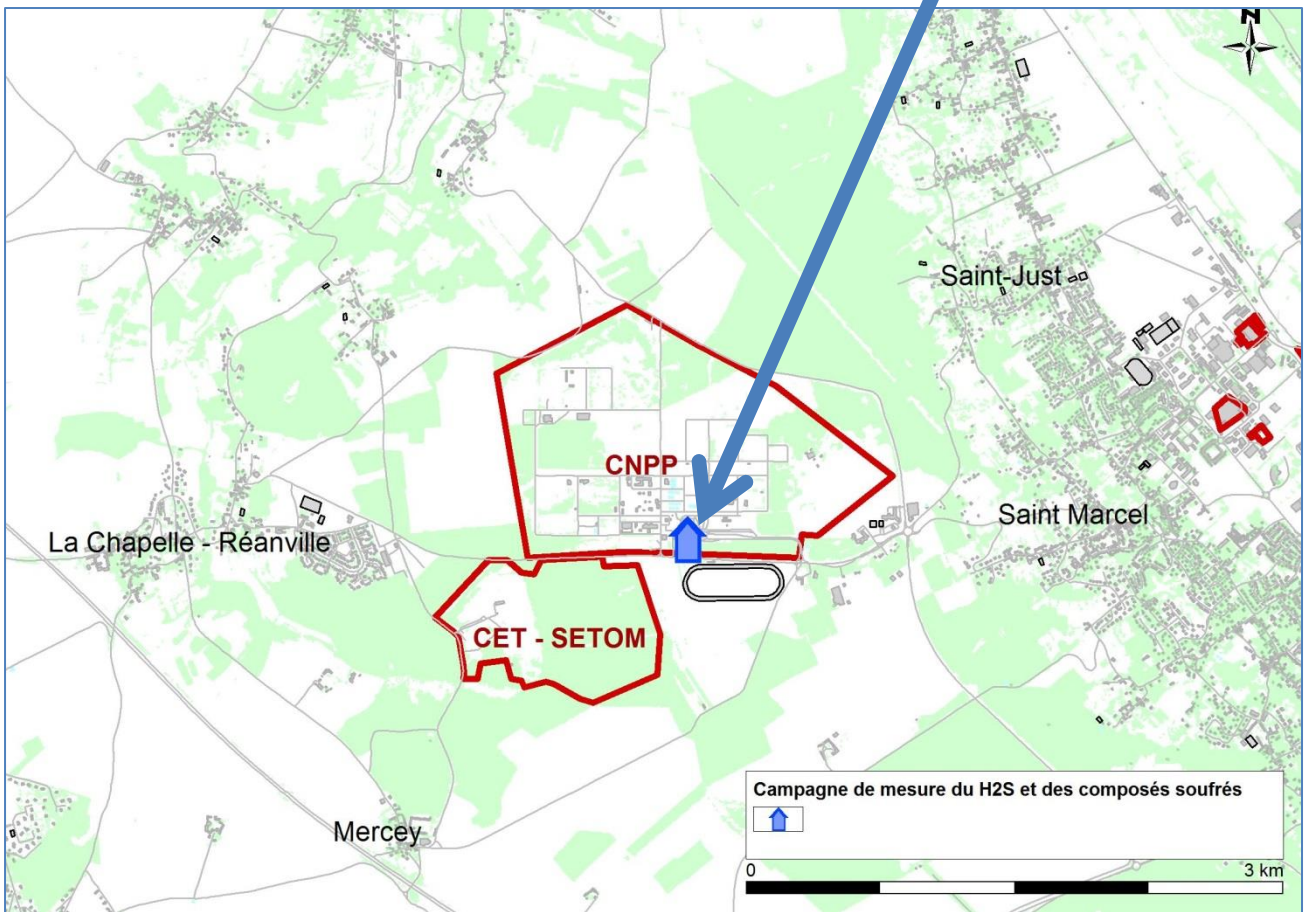 N
Saint-Just
CNPP
Saint Marcel
La Chapelle - Réanville
CET - SETOM
Mercey
Campagne de mesure du H2S et des composés soufrés
0 3 km